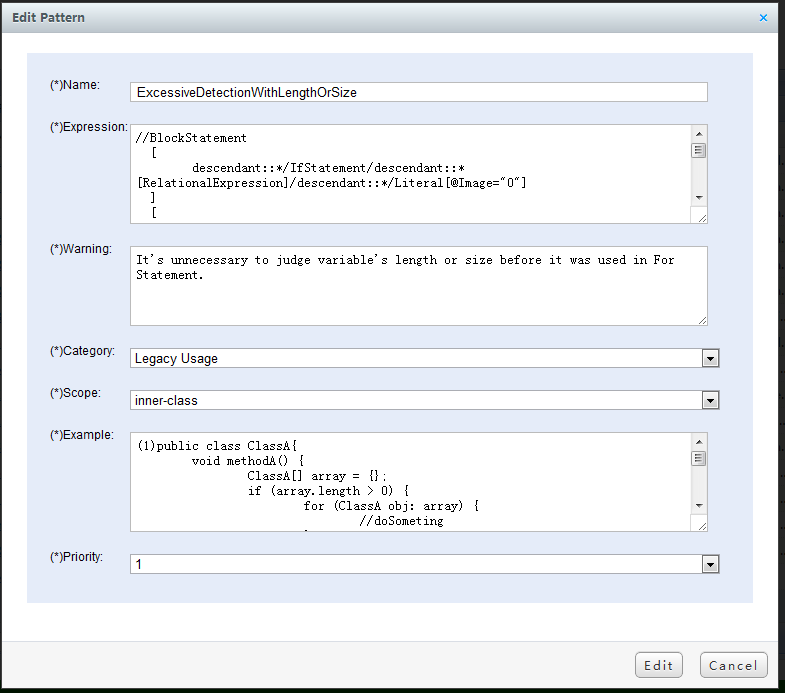 Edit Pattern
(*)Name:
ExcessiveDetectionWithLengthOrSize
(*)Expression:
//BlockStatement
[
descendant::*/IfStatement/descendant::*
[RelationalExpression]/descendant::*/Literal[@Image="0"]
]
[
(*)Warning:
It's unnecessary to judge variable's length or size before it was used in For
Statement.
(*)Category:
Legacy Usage
(*)Scope:
inner-class
(*)Example:
(1)public class ClassA{
void methodA() {
ClassA[] array = {};
if (array.length > 0) {
for (ClassA obj: array) {
//doSometing
(*)Priority:
1
Edit
Cancel